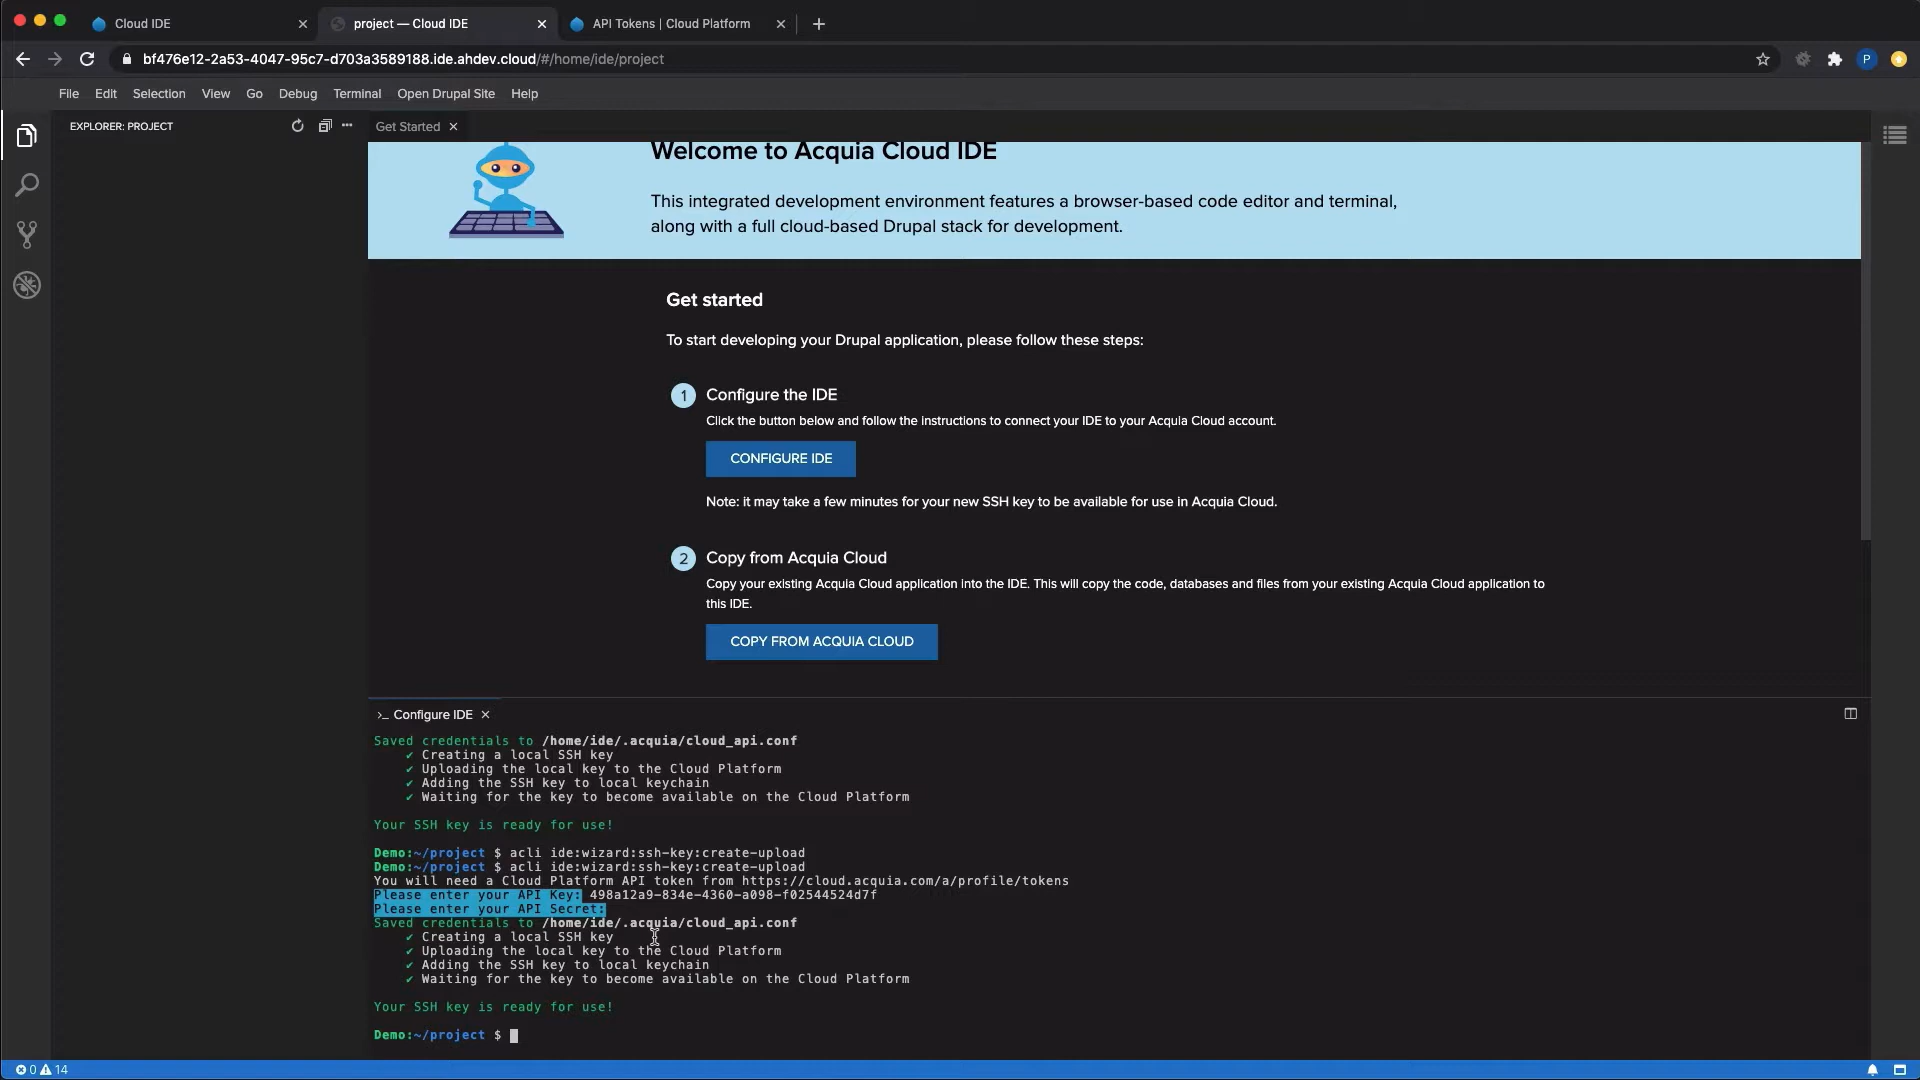 Cloud IDE
project — Cloud IDE
API Tokens | Cloud Platform
bf476e12-2a53-4047-95c7-d703a3589188.ide.ahdev.cloud/#/home/ide/project
P
File Edit Selection View Go Debug Terminal Open Drupal Site Help
EXPLORER: PROJECT
Get Started
Welcome to Acquia Cloud IDE
This integrated development environment features a browser-based code editor and terminal,
along with a full cloud-based Drupal stack for development.
Get started
To start developing your Drupal application, please follow these steps:
1 Configure the IDE
Click the button below and follow the instructions to connect your IDE to your Acquia Cloud account.
CONFIGURE IDE
Note: it may take a few minutes for your new SSH key to be available for use in Acquia Cloud.
2 Copy from Acquia Cloud
Copy your existing Acquia Cloud application into the IDE. This will copy the code, databases and files from your existing Acquia Cloud application to
this IDE.
COPY FROM ACQUIA CLOUD
>_ Configure IDE
Saved credentials to /home/ide/.acquia/cloud_api.conf
✔ Creating a local SSH key
✔ Uploading the local key to the Cloud Platform
✔ Adding the SSH key to local keychain
✔ Waiting for the key to become available on the Cloud Platform
Your SSH key is ready for use!
Demo:~/project $ acli ide:wizard:ssh-key:create-upload
Demo:~/project $ acli ide:wizard:ssh-key:create-upload
You will need a Cloud Platform API token from https://cloud.acquia.com/a/profile/tokens
Please enter your API Key: 498a12a9-834e-4360-a098-f02544524d7f
Please enter your API Secret:
Saved credentials to /home/ide/.acquia/cloud_api.conf
✔ Creating a local SSH key
✔ Uploading the local key to the Cloud Platform
✔ Adding the SSH key to local keychain
✔ Waiting for the key to become available on the Cloud Platform
Your SSH key is ready for use!
Demo:~/project $
0 14